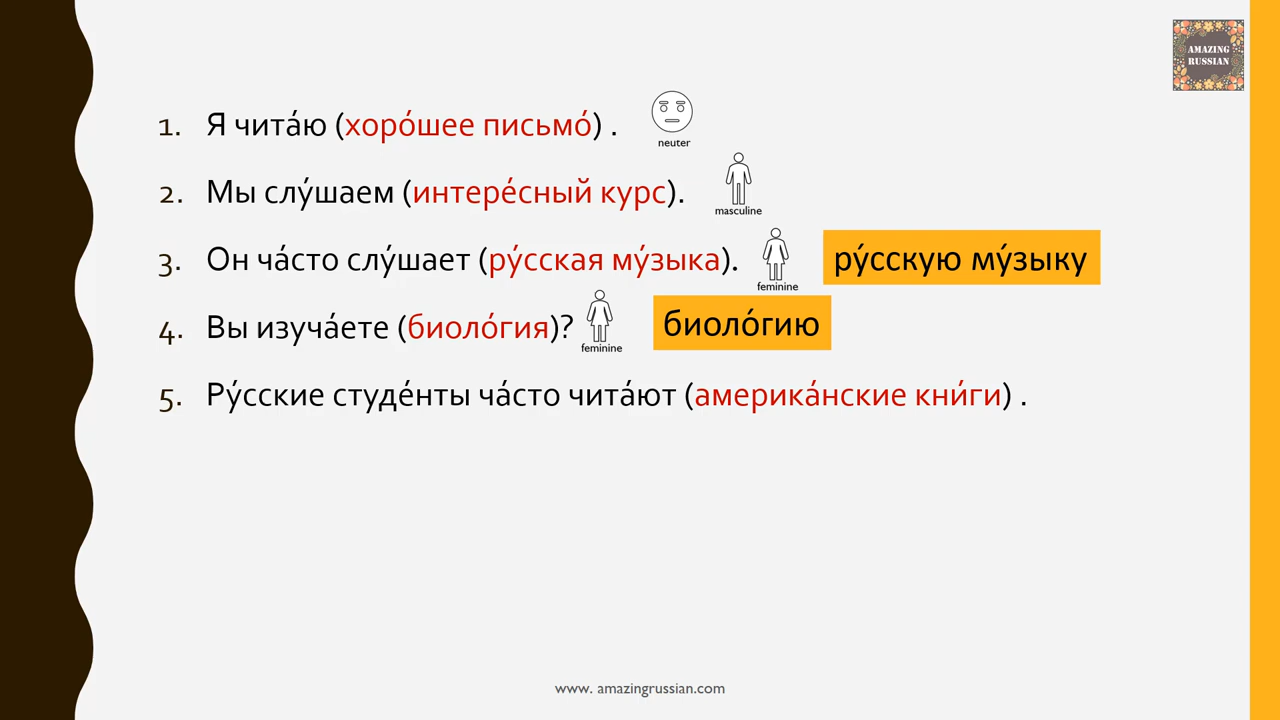 AMAZING
RUSSIAN
1. Я чита́ю (хоро́шее письмо́) .
neuter
2. Мы слу́шаем (интере́сный курс).
masculine
3. Он ча́сто слу́шает (ру́сская му́зыка). ру́сскую му́зыку
feminine
4. Вы изуча́ете (биоло́гия)? биоло́гию
feminine
5. Ру́сские студе́нты ча́сто чита́ют (америка́нские кни́ги) .
www. amazingrussian.com